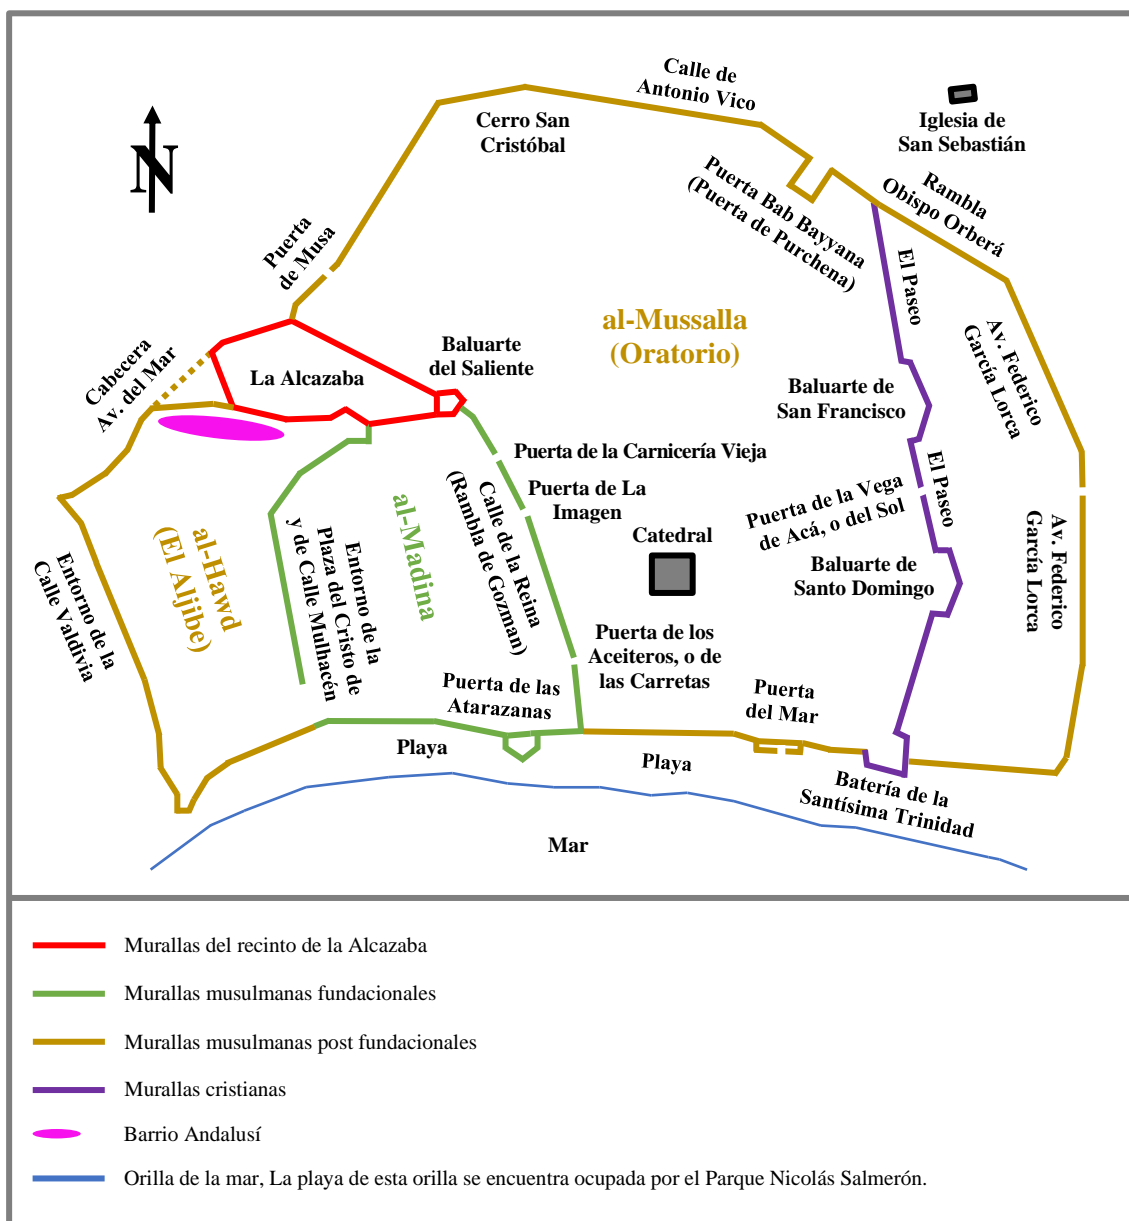 Calle de
Antonio Vico
Iglesia de
San Sebastián
Cerro San
Cristóbal
N
Puerta Bab Bayyana
(Puerta de Purchena)
Rambla
Obispo Orberá
Puerta
de Musa
El Paseo
al-Mussalla
(Oratorio)
Av. Federico
García Lorca
Cabecera
Av. del Mar
La Alcazaba
Baluarte
del Saliente
Baluarte de
San Francisco
Puerta de la Carnicería Vieja
Puerta de La
Imagen
El Paseo
Puerta de la Vega
de Acá, o del Sol
Calle de la Reina
(Rambla de Gozman)
al-Madina
Catedral
Av. Federico
García Lorca
al-Hawd
(El Aljibe)
Entorno de la
Plaza del Cristo de
y de Calle Mulhacén
Entorno de la
Calle Valdivia
Baluarte de
Santo Domingo
Puerta de los
Aceiteros, o de
las Carretas
Puerta de las
Atarazanas
Puerta
del Mar
Playa
Playa
Batería de la
Santísima Trinidad
Mar
Murallas del recinto de la Alcazaba
Murallas musulmanas fundacionales
Murallas musulmanas post fundacionales
Murallas cristianas
Barrio Andalusí
Orilla de la mar, La playa de esta orilla se encuentra ocupada por el Parque Nicolás Salmerón.